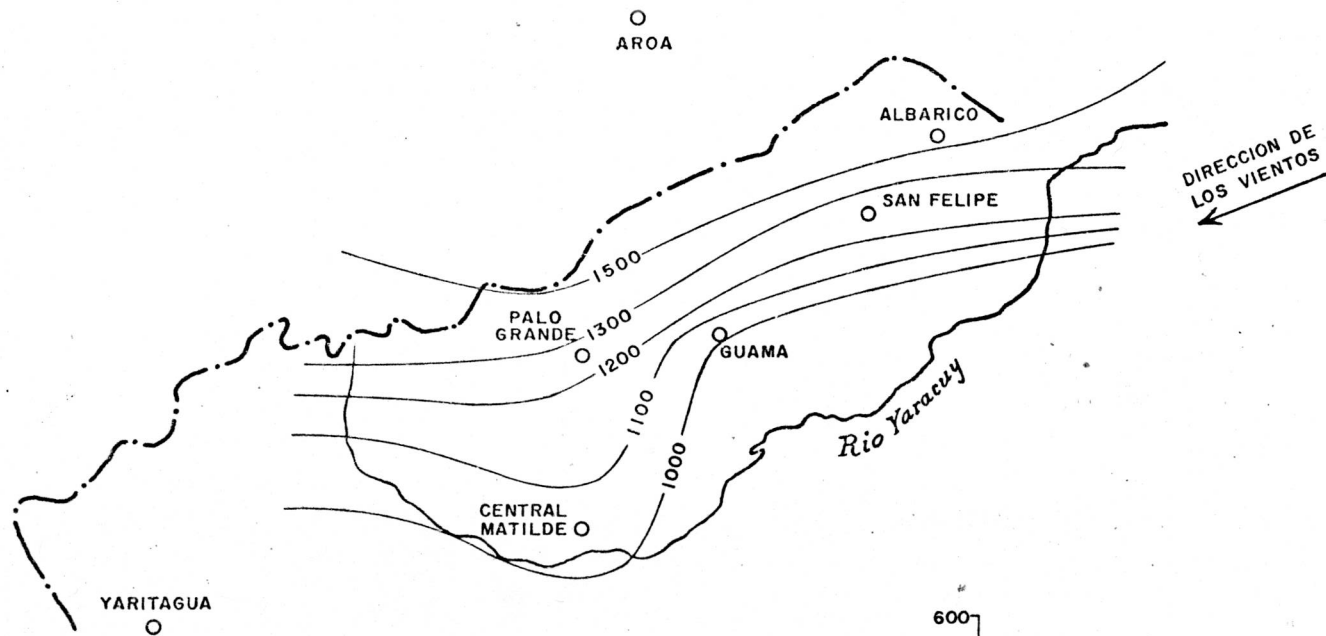 AROA
ALBARICO
DIRECCION DE
LOS VIENTOS
SAN FELIPE
1500
PALO
GRANDE
1300
1200
GUAMA
1100
1000
Rio Yaracuy
CENTRAL
MATILDE
YARITAGUA
600